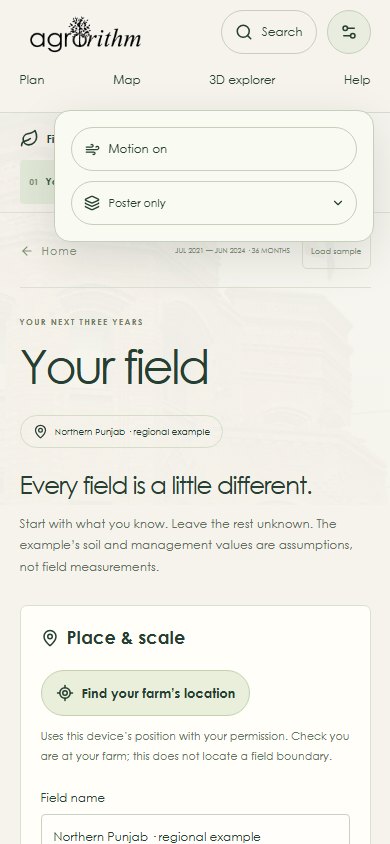 agrorithm
Search
Plan
Map
3D explorer
Help
Motion on
Poster only
01
Home
JUL 2021 — JUN 2024 · 36 MONTHS
Load sample
YOUR NEXT THREE YEARS
Your field
Northern Punjab · regional example
Every field is a little different.
Start with what you know. Leave the rest unknown. The
example's soil and management values are assumptions,
not field measurements.
Place & scale
Find your farm's location
Uses this device's position with your permission. Check you
are at your farm; this does not locate a field boundary.
Field name
Northern Punjab · regional example